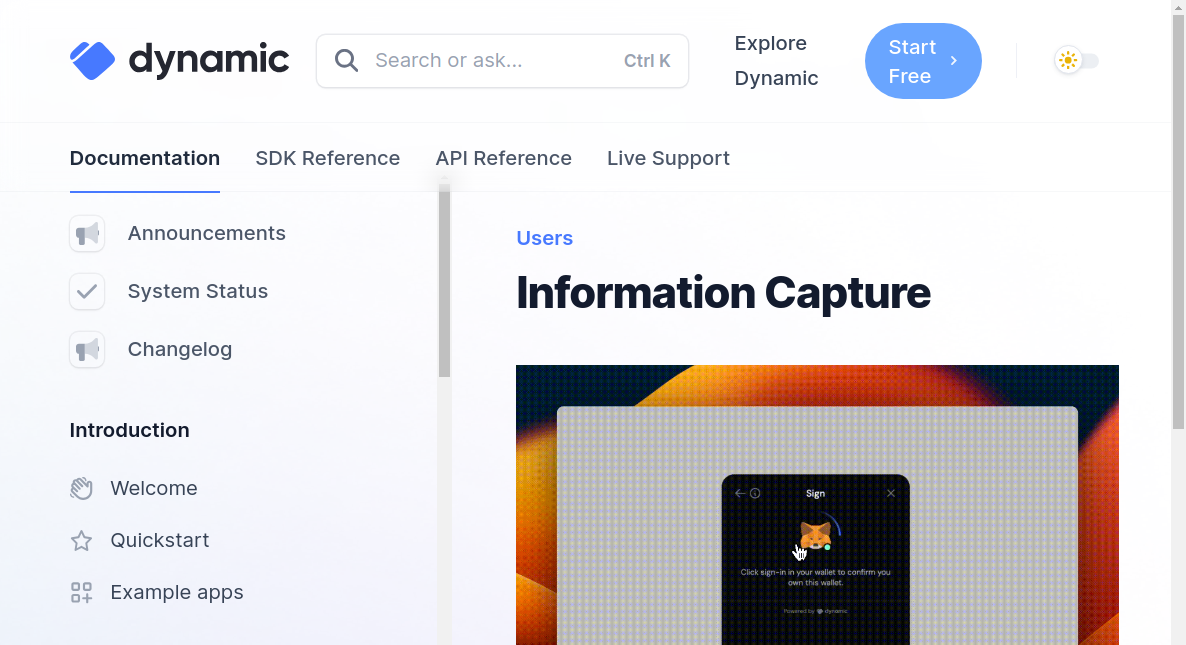 dynamic
Search or ask...
Ctrl K
Explore
Dynamic
Start
Free
Documentation
SDK Reference
API Reference
Live Support
Announcements
System Status
Changelog
Introduction
Welcome
Quickstart
Example apps
Users
Information Capture
Sign
Click sign-in in your wallet to confirm you
own this wallet.
Powered by dynamic